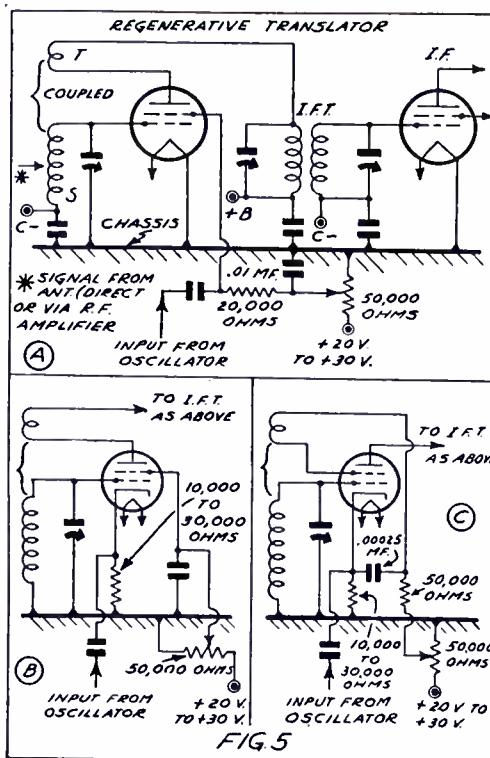 REGENERATIVE TRANSLATOR
T
COUPLED
I.F.
I.F.T.
*
S
C-
+B
C-
CHASSIS
.01 MF.
* SIGNAL FROM
ANT. (DIRECT
OR VIA R.F.
AMPLIFIER
20,000
OHMS
50,000
OHMS
INPUT FROM
OSCILLATOR
+20 V.
TO +30 V.
A
TO I.F.T.
AS ABOVE
10,000
TO
30,000
OHMS
50,000 OHMS
B
INPUT FROM
OSCILLATOR
+20 V.
TO +30 V.
TO I.F.T.
AS ABOVE
C
.00025
MF.
50,000
OHMS
10,000
TO
30,000
OHMS
50,000
OHMS
INPUT FROM
OSCILLATOR
+20 V TO
+30 V.
FIG.5